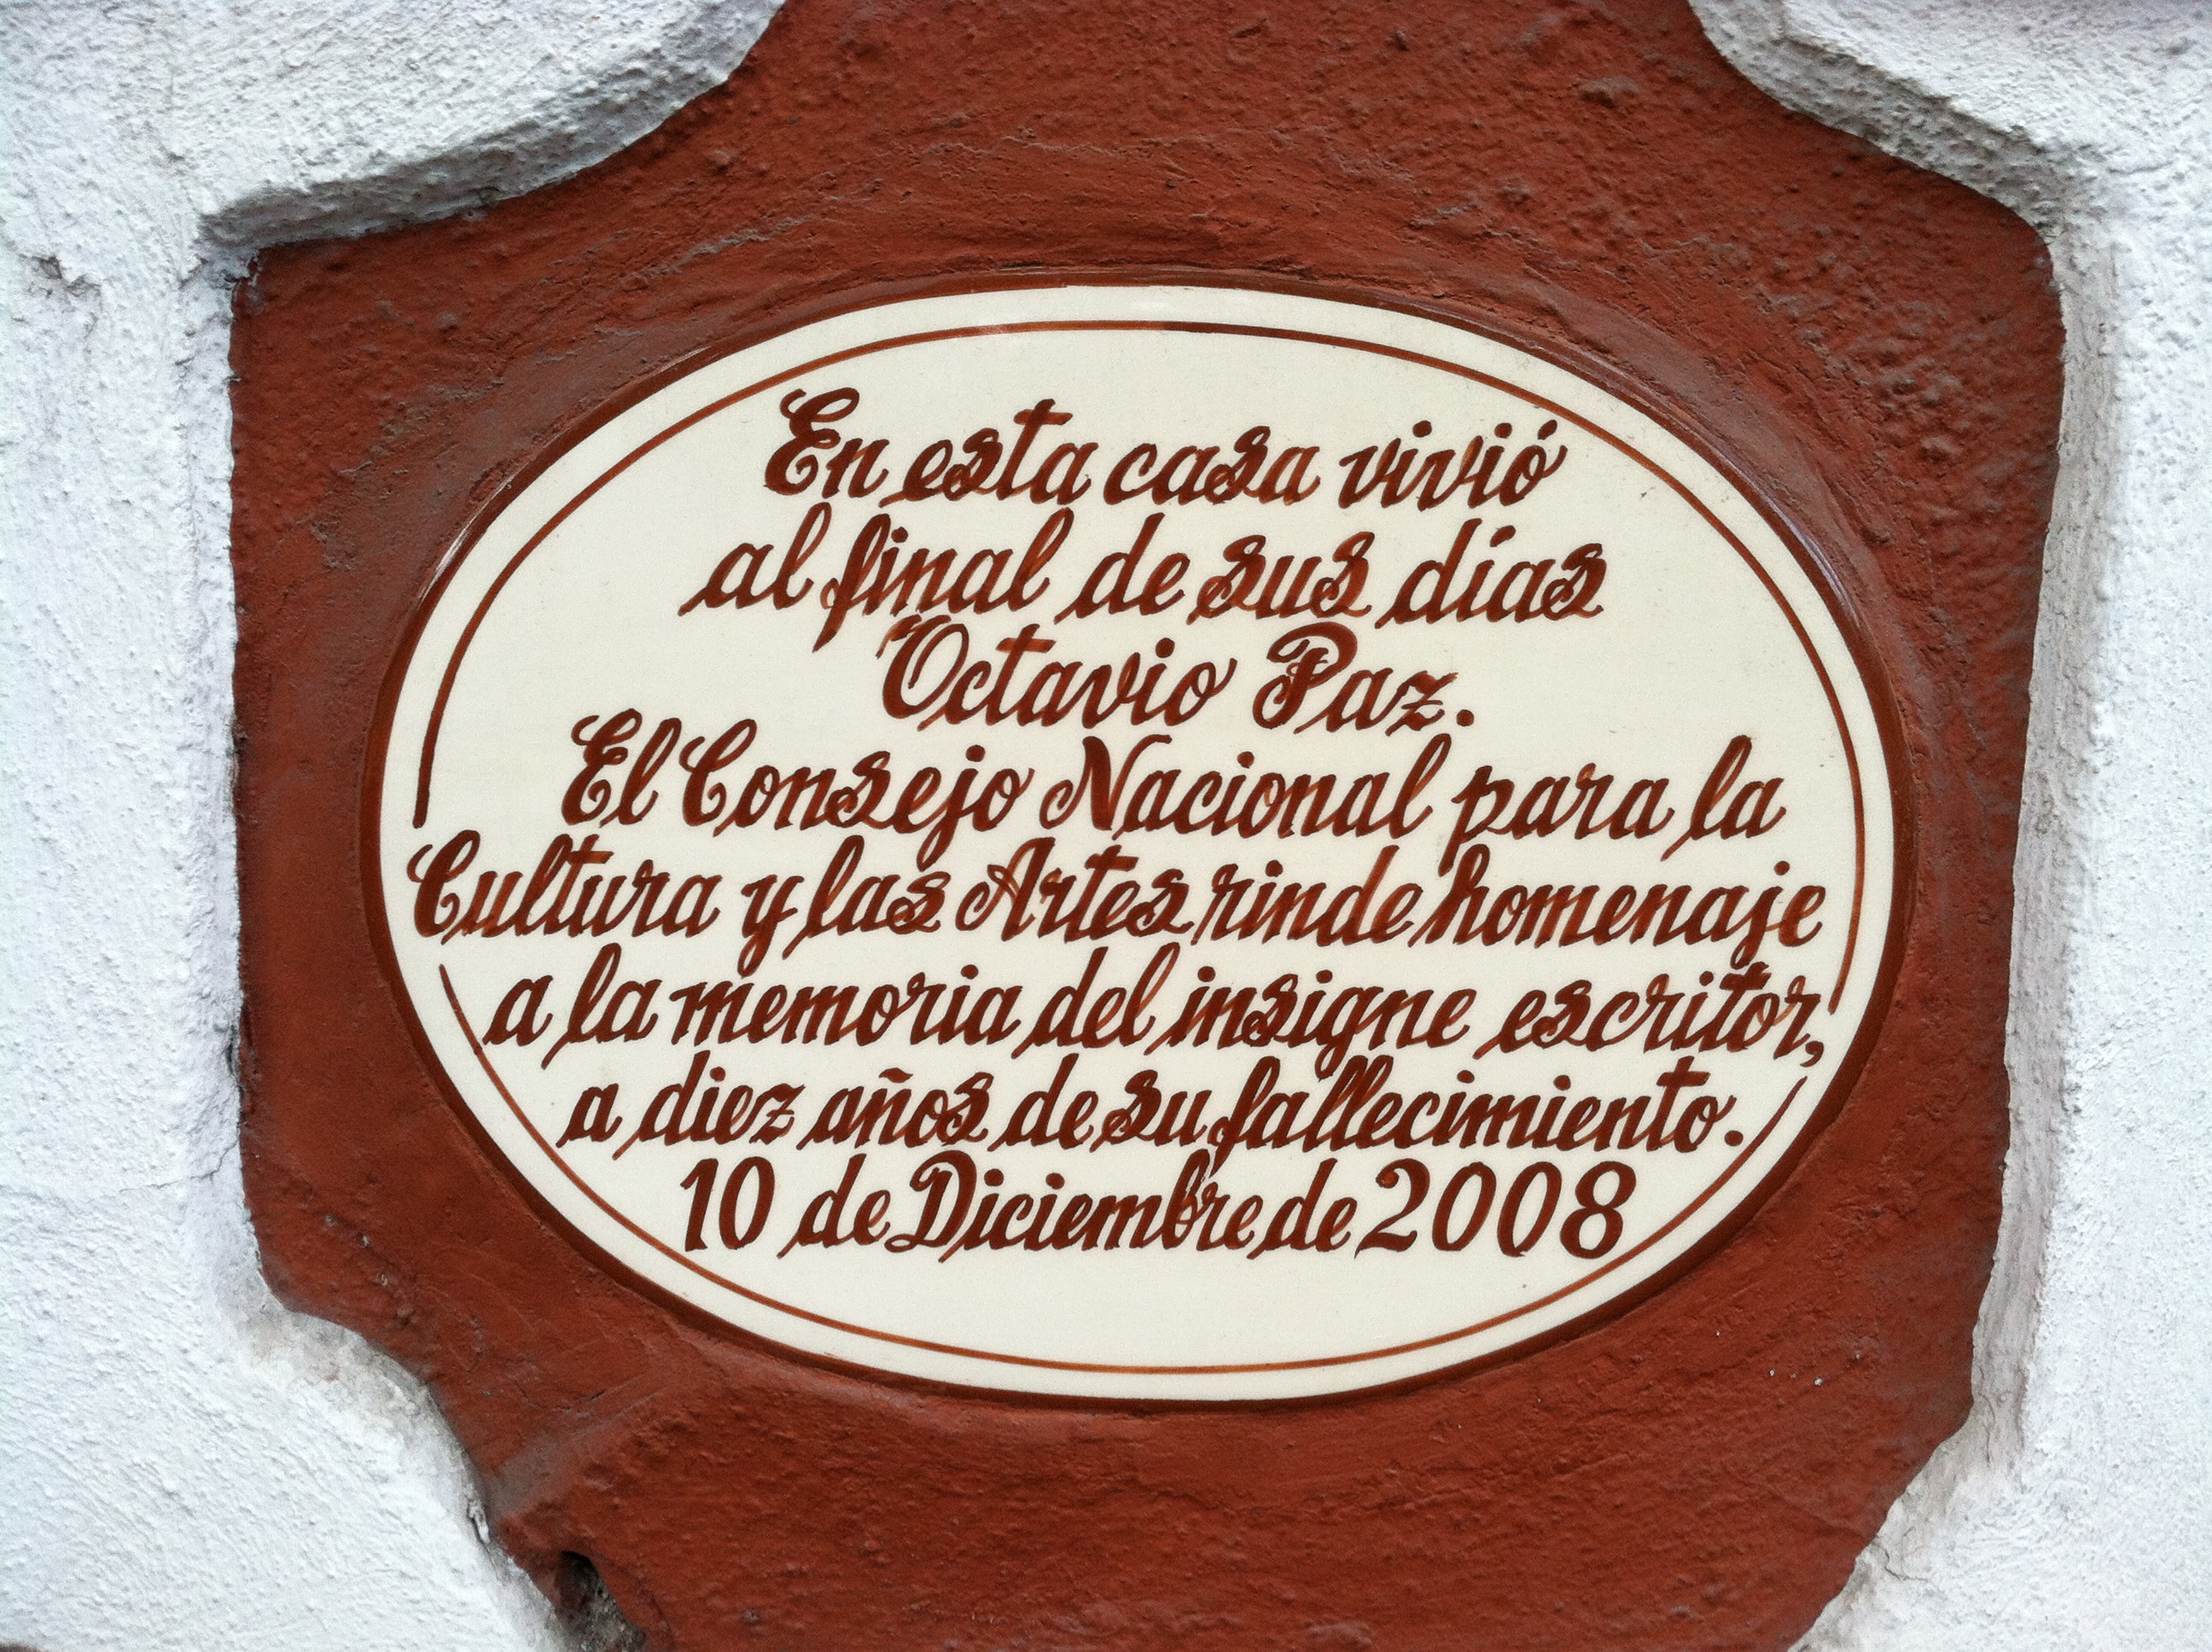 En esta casa vivió
al final de sus días
Octavio Paz.
El Consejo Nacional para la
Cultura y las Artes rinde homenaje
a la memoria del insigne escritor,
a diez años de su fallecimiento.
10 de Diciembre de 2008